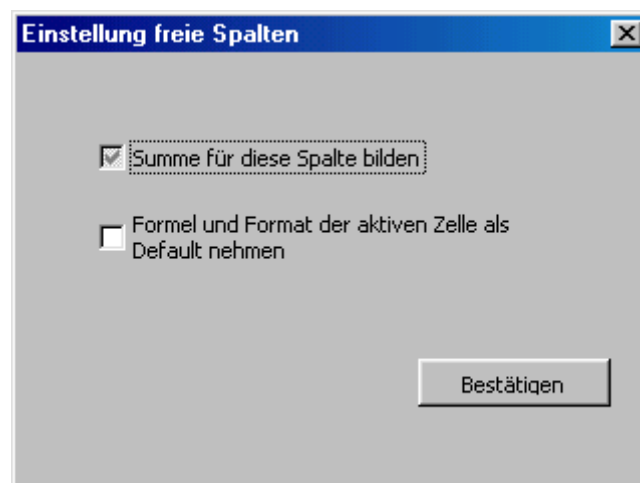 Einstellung freie Spalten
Summe für diese Spalte bilden
Formel und Format der aktiven Zelle als
Default nehmen
Bestätigen